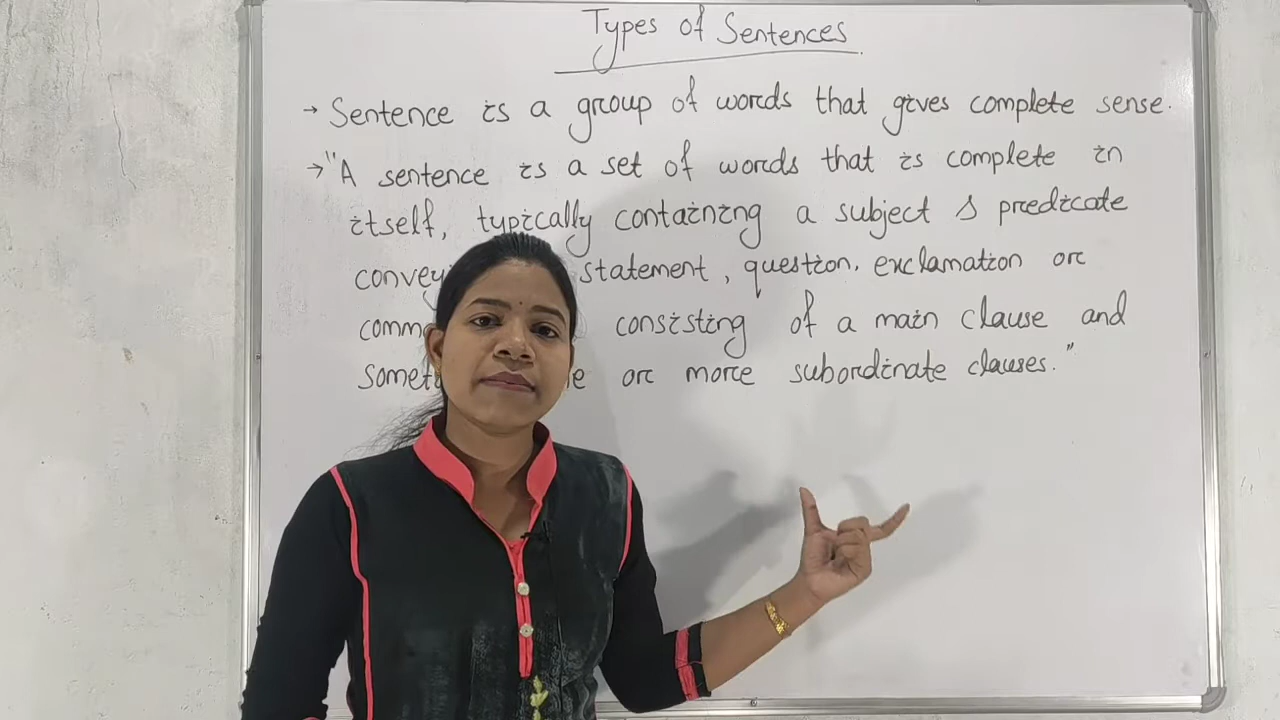 Types of Sentences
→ Sentence is a group of words that gives complete sense.
→ "A sentence is a set of words that is complete in
itself, typically containing a subject & predicate
statement, question, exclamation or
consisting of a main clause and
or more subordinate clauses."